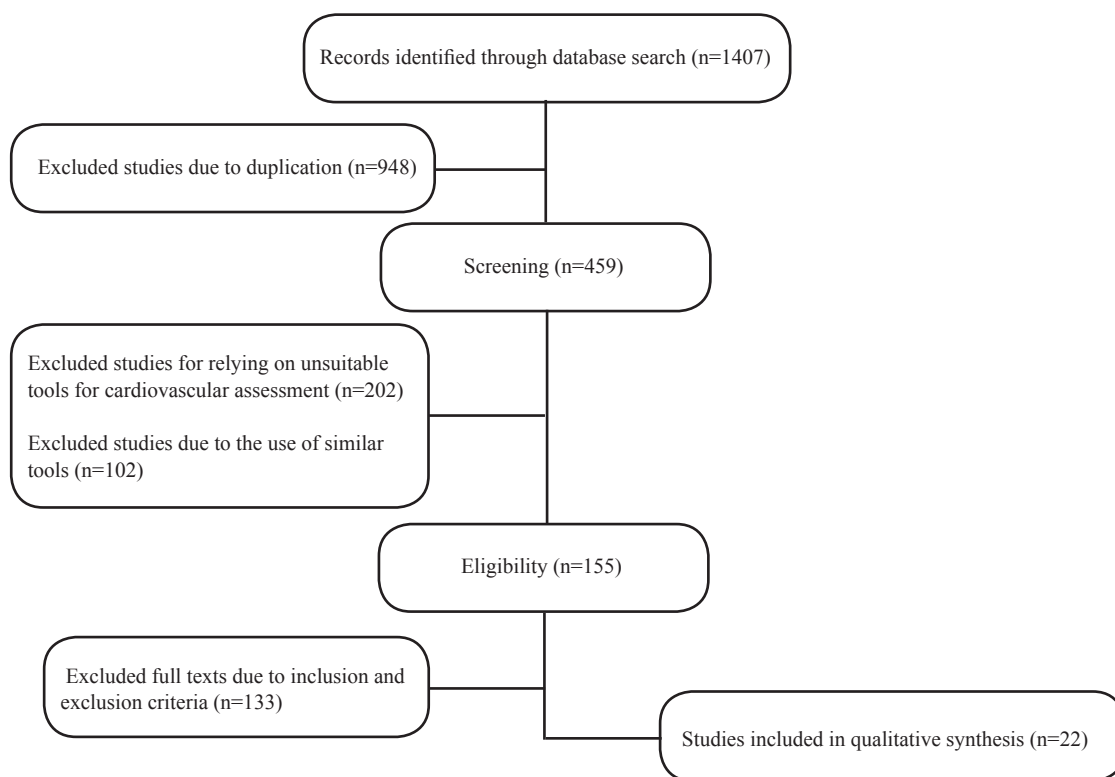 Records identified through database search (n=1407)
Excluded studies due to duplication (n=948)
Screening (n=459)
Excluded studies for relying on unsuitable
tools for cardiovascular assessment (n=202)
Excluded studies due to the use of similar
tools (n=102)
Eligibility (n=155)
Excluded full texts due to inclusion and
exclusion criteria (n=133)
Studies included in qualitative synthesis (n=22)